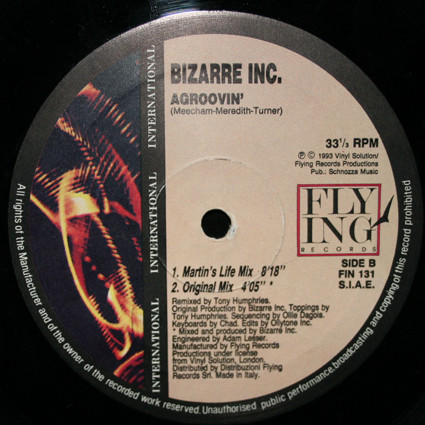 BIZARRE INC.
AGROOVIN'
(Meecham-Meredith-Turner)
33 1/3 RPM
Ⓟ © 1993 Vinyl Solution/
Flying Records Productions
Pub.: Schnozza Music
FLY
ING
RECORDS
SIDE B
FIN 131
S.I.A.E.
1. Martin's Life Mix 8'18"
2. Original Mix 4'05" *
Remixed by Tony Humphries.
Original Production by Bizarre Inc, Toppings by
Tony Humphries. Sequencing by Ollie Dagois.
Keyboards by Chad. Edits by Ollytone Inc.
* Mixed and produced by Bizarre Inc.
Engineered by Adam Lesser.
Manufactured by Flying Records
Productions under license
from Vinyl Solution, London.
Distributed by Distribuzioni Flying
Records Srl. Made in Italy.
INTERNATIONAL
INTERNATIONAL
INTERNATIONAL
INTERNATIONAL
All rights of the Manufacturer and of the owner of the recorded work reserved. Unauthorised public performance, broadcasting and copying of this record prohibited